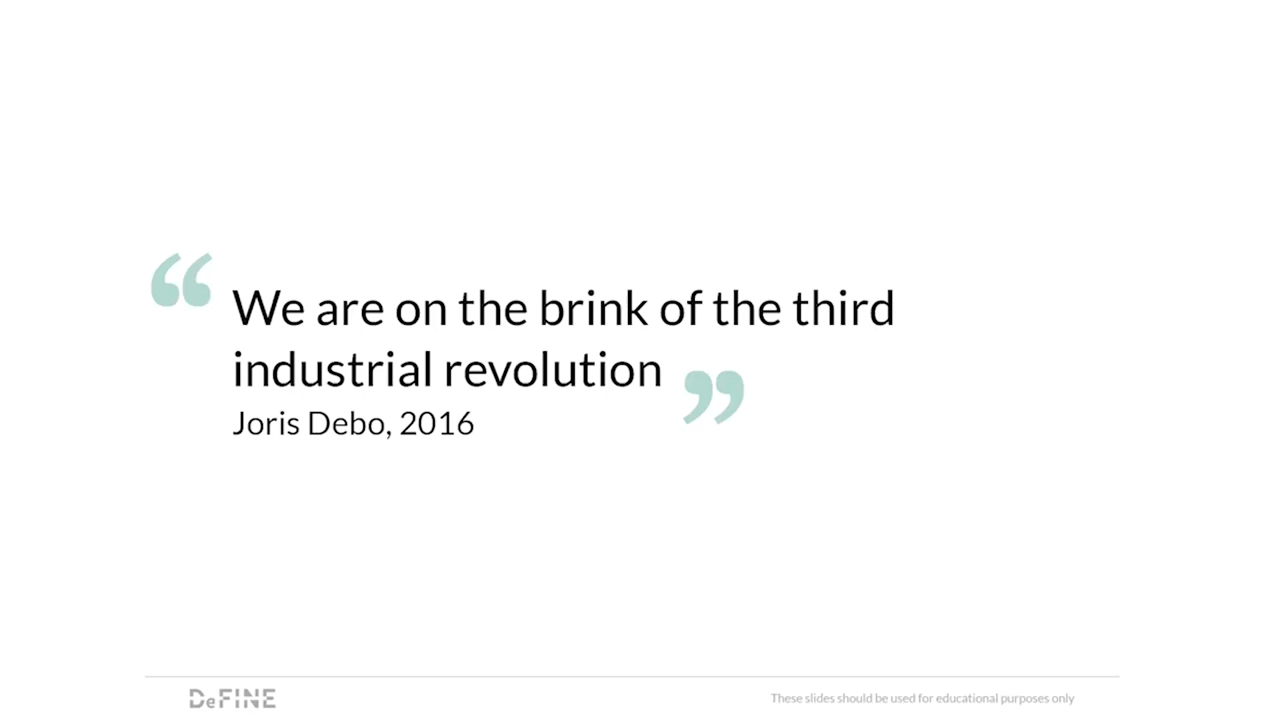 “We are on the brink of the third
industrial revolution”
Joris Debo, 2016
DeFINE
These slides should be used for educational purposes only